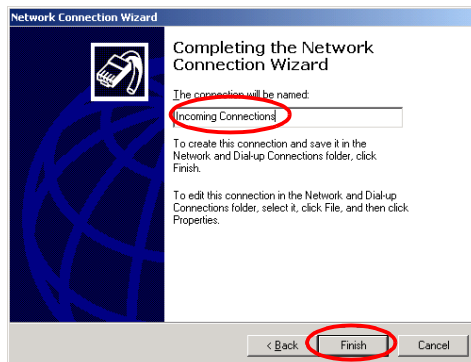 Network Connection Wizard
Completing the Network
Connection Wizard
The connection will be named:
Incoming Connections
To create this connection and save it in the
Network and Dial-up Connections folder, click
Finish.
To edit this connection in the Network and Dial-up
Connections folder, select it, click File, and then click
Properties.
< Back
Finish
Cancel